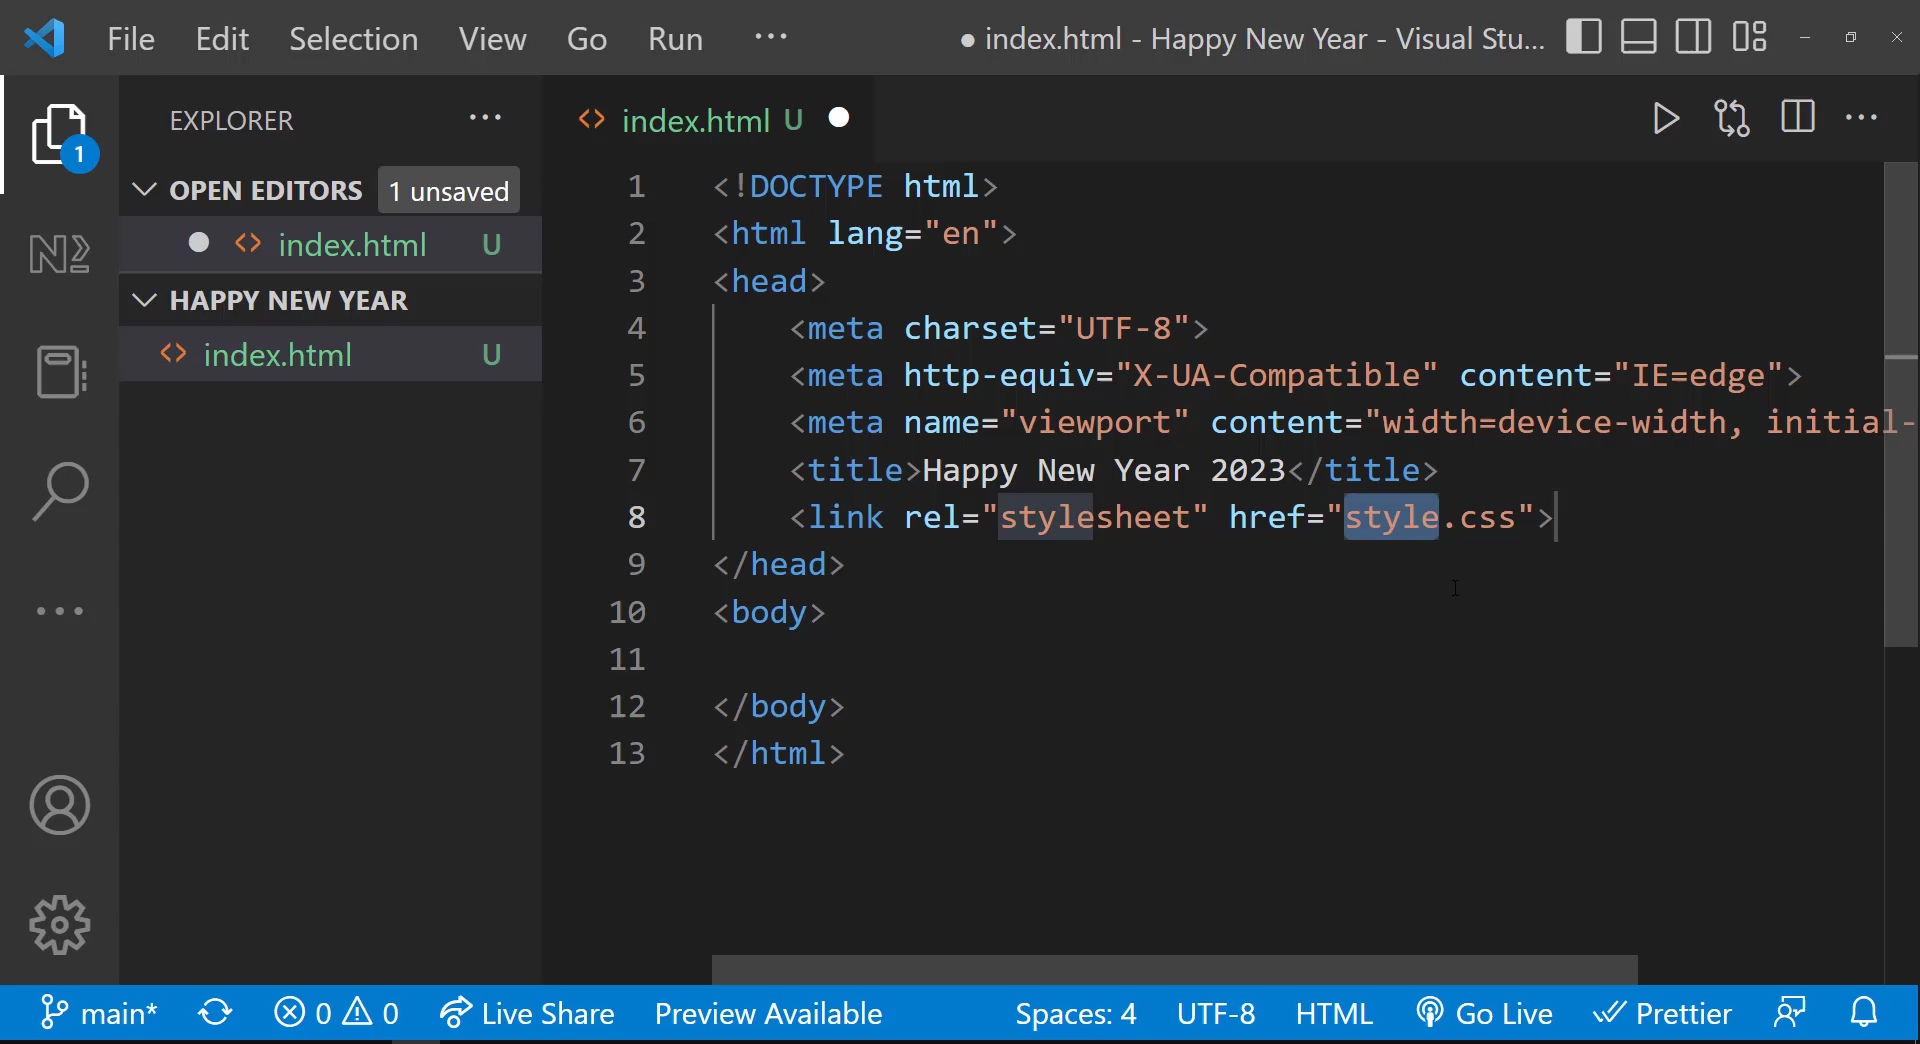 File Edit Selection View Go Run ··· ● index.html - Happy New Year - Visual Stu...
EXPLORER ···
1
OPEN EDITORS 1 unsaved
index.html U
HAPPY NEW YEAR
index.html U
index.html U
1 <!DOCTYPE html>
2 <html lang="en">
3 <head>
4 <meta charset="UTF-8">
5 <meta http-equiv="X-UA-Compatible" content="IE=edge">
6 <meta name="viewport" content="width=device-width, initial-
7 <title>Happy New Year 2023</title>
8 <link rel="stylesheet" href="style.css">
9 </head>
10 <body>
11
12 </body>
13 </html>
main* 0 0 Live Share Preview Available Spaces: 4 UTF-8 HTML Go Live Prettier